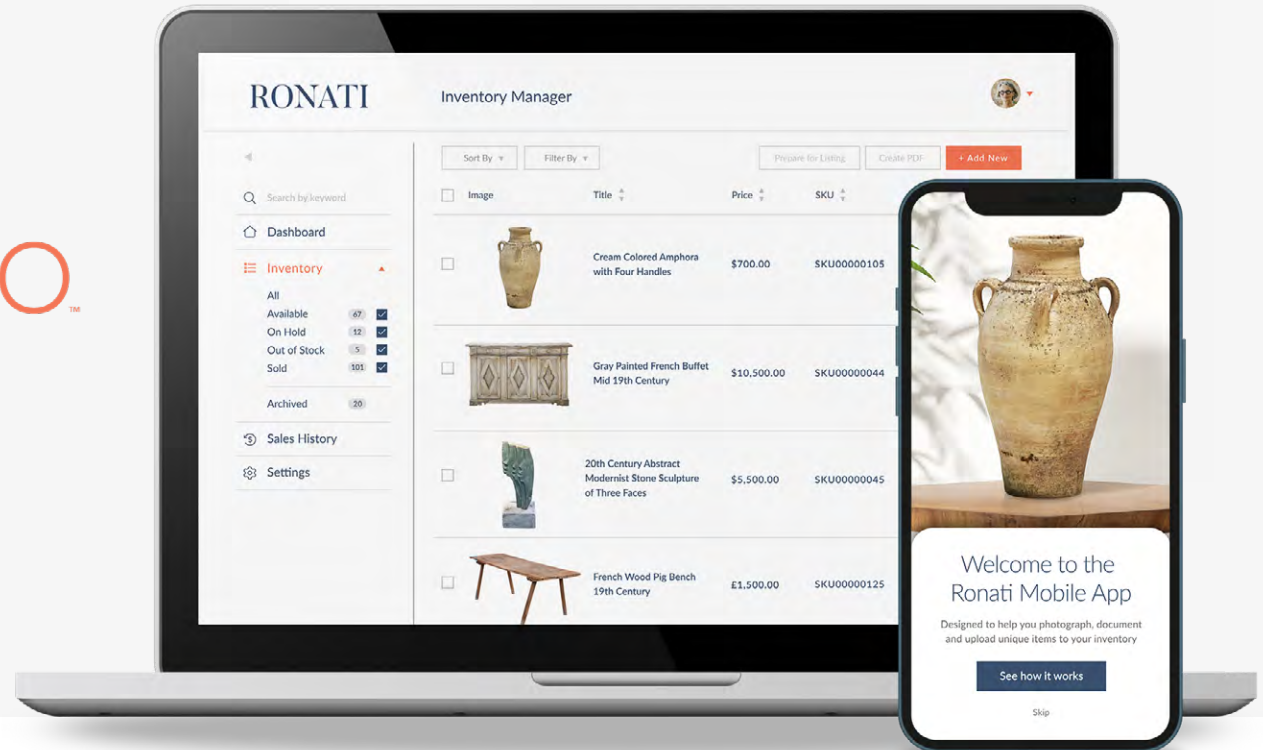 RONATI
Inventory Manager
Sort By
Filter By
Prepare for Listing
Create PDF
+ Add New
Search by keyword
Dashboard
Inventory
All
Available 67
On Hold 12
Out of Stock 5
Sold 101
Archived 20
Sales History
Settings
Image Title Price SKU
Cream Colored Amphora
with Four Handles
$700.00
SKU00000105
Gray Painted French Buffet
Mid 19th Century
$10,500.00
SKU00000044
20th Century Abstract
Modernist Stone Sculpture
of Three Faces
$5,500.00
SKU00000045
French Wood Pig Bench
19th Century
£1,500.00
SKU00000125
Welcome to the
Ronati Mobile App
Designed to help you photograph, document
and upload unique items to your inventory
See how it works
Skip
O
TM